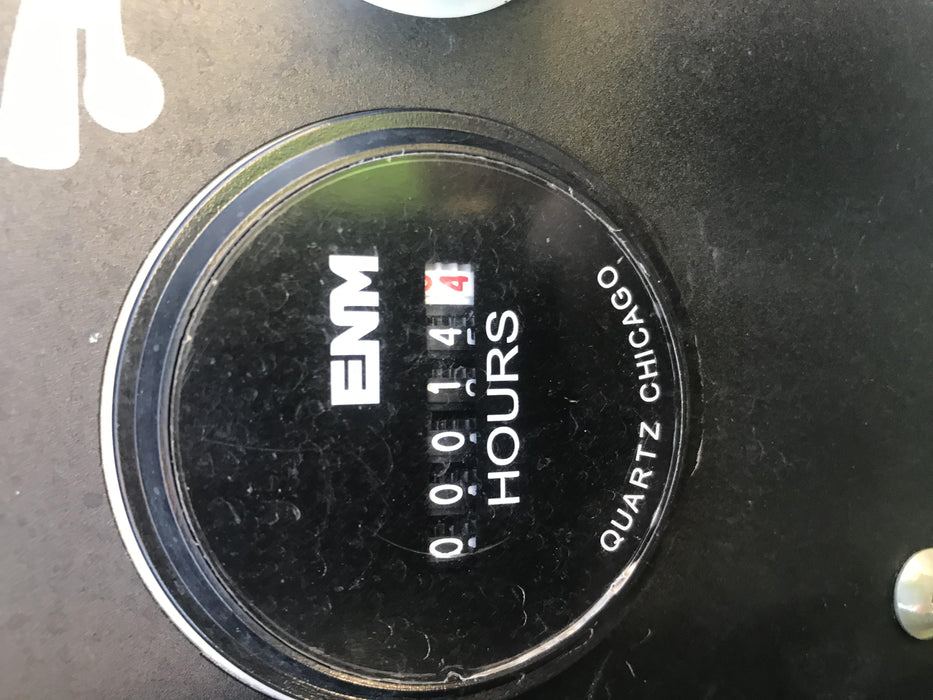 ENM
000144
HOURS
QUARTZ CHICAGO